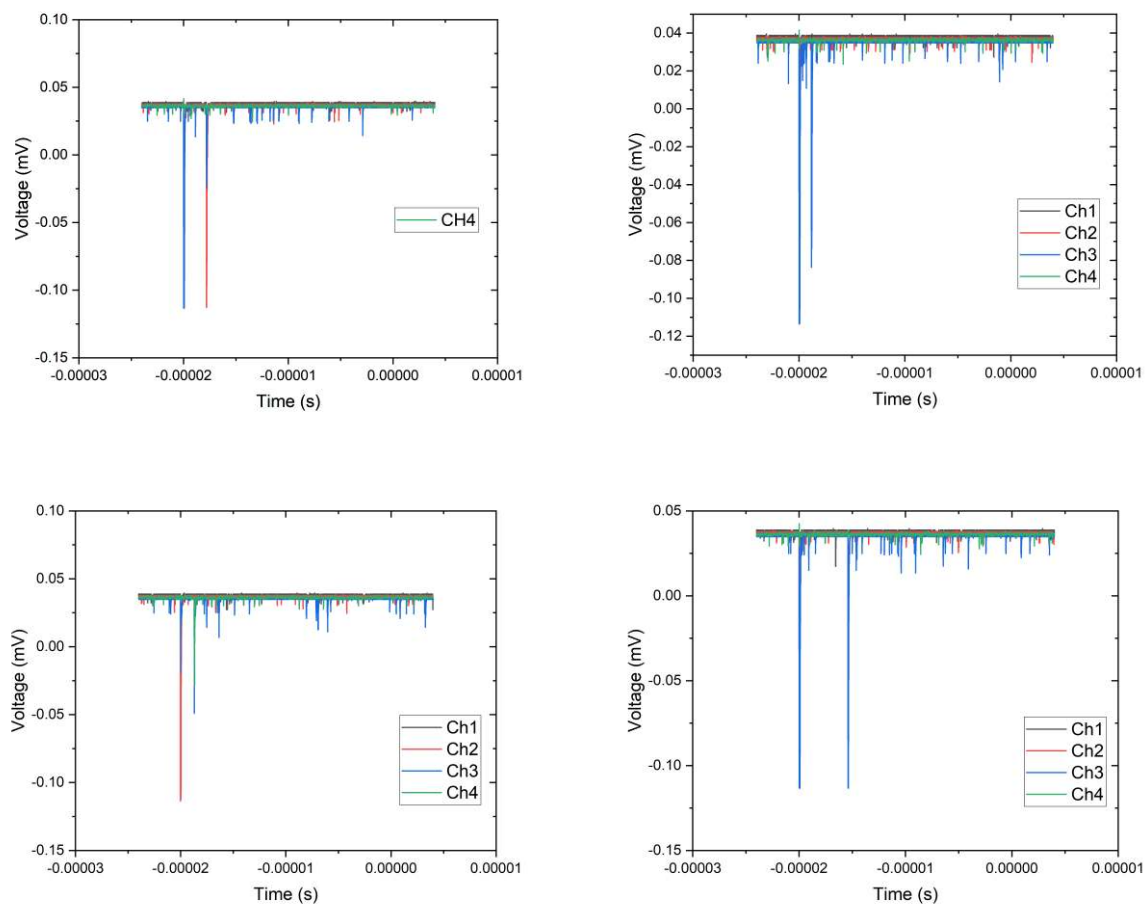 0.10
0.05
0.00
-0.05
-0.10
-0.15
Voltage (mV)
CH4
-0.00003
-0.00002
-0.00001
0.00000
0.00001
Time (s)
0.04
0.02
0.00
-0.02
-0.04
-0.06
-0.08
-0.10
-0.12
Voltage (mV)
Ch1
Ch2
Ch3
Ch4
-0.00003
-0.00002
-0.00001
0.00000
0.00001
Time (s)
0.10
0.05
0.00
-0.05
-0.10
-0.15
Voltage (mV)
Ch1
Ch2
Ch3
Ch4
-0.00003
-0.00002
-0.00001
0.00000
0.00001
Time (s)
0.05
0.00
-0.05
-0.10
-0.15
Voltage (mV)
Ch1
Ch2
Ch3
Ch4
-0.00003
-0.00002
-0.00001
0.00000
0.00001
Time (s)